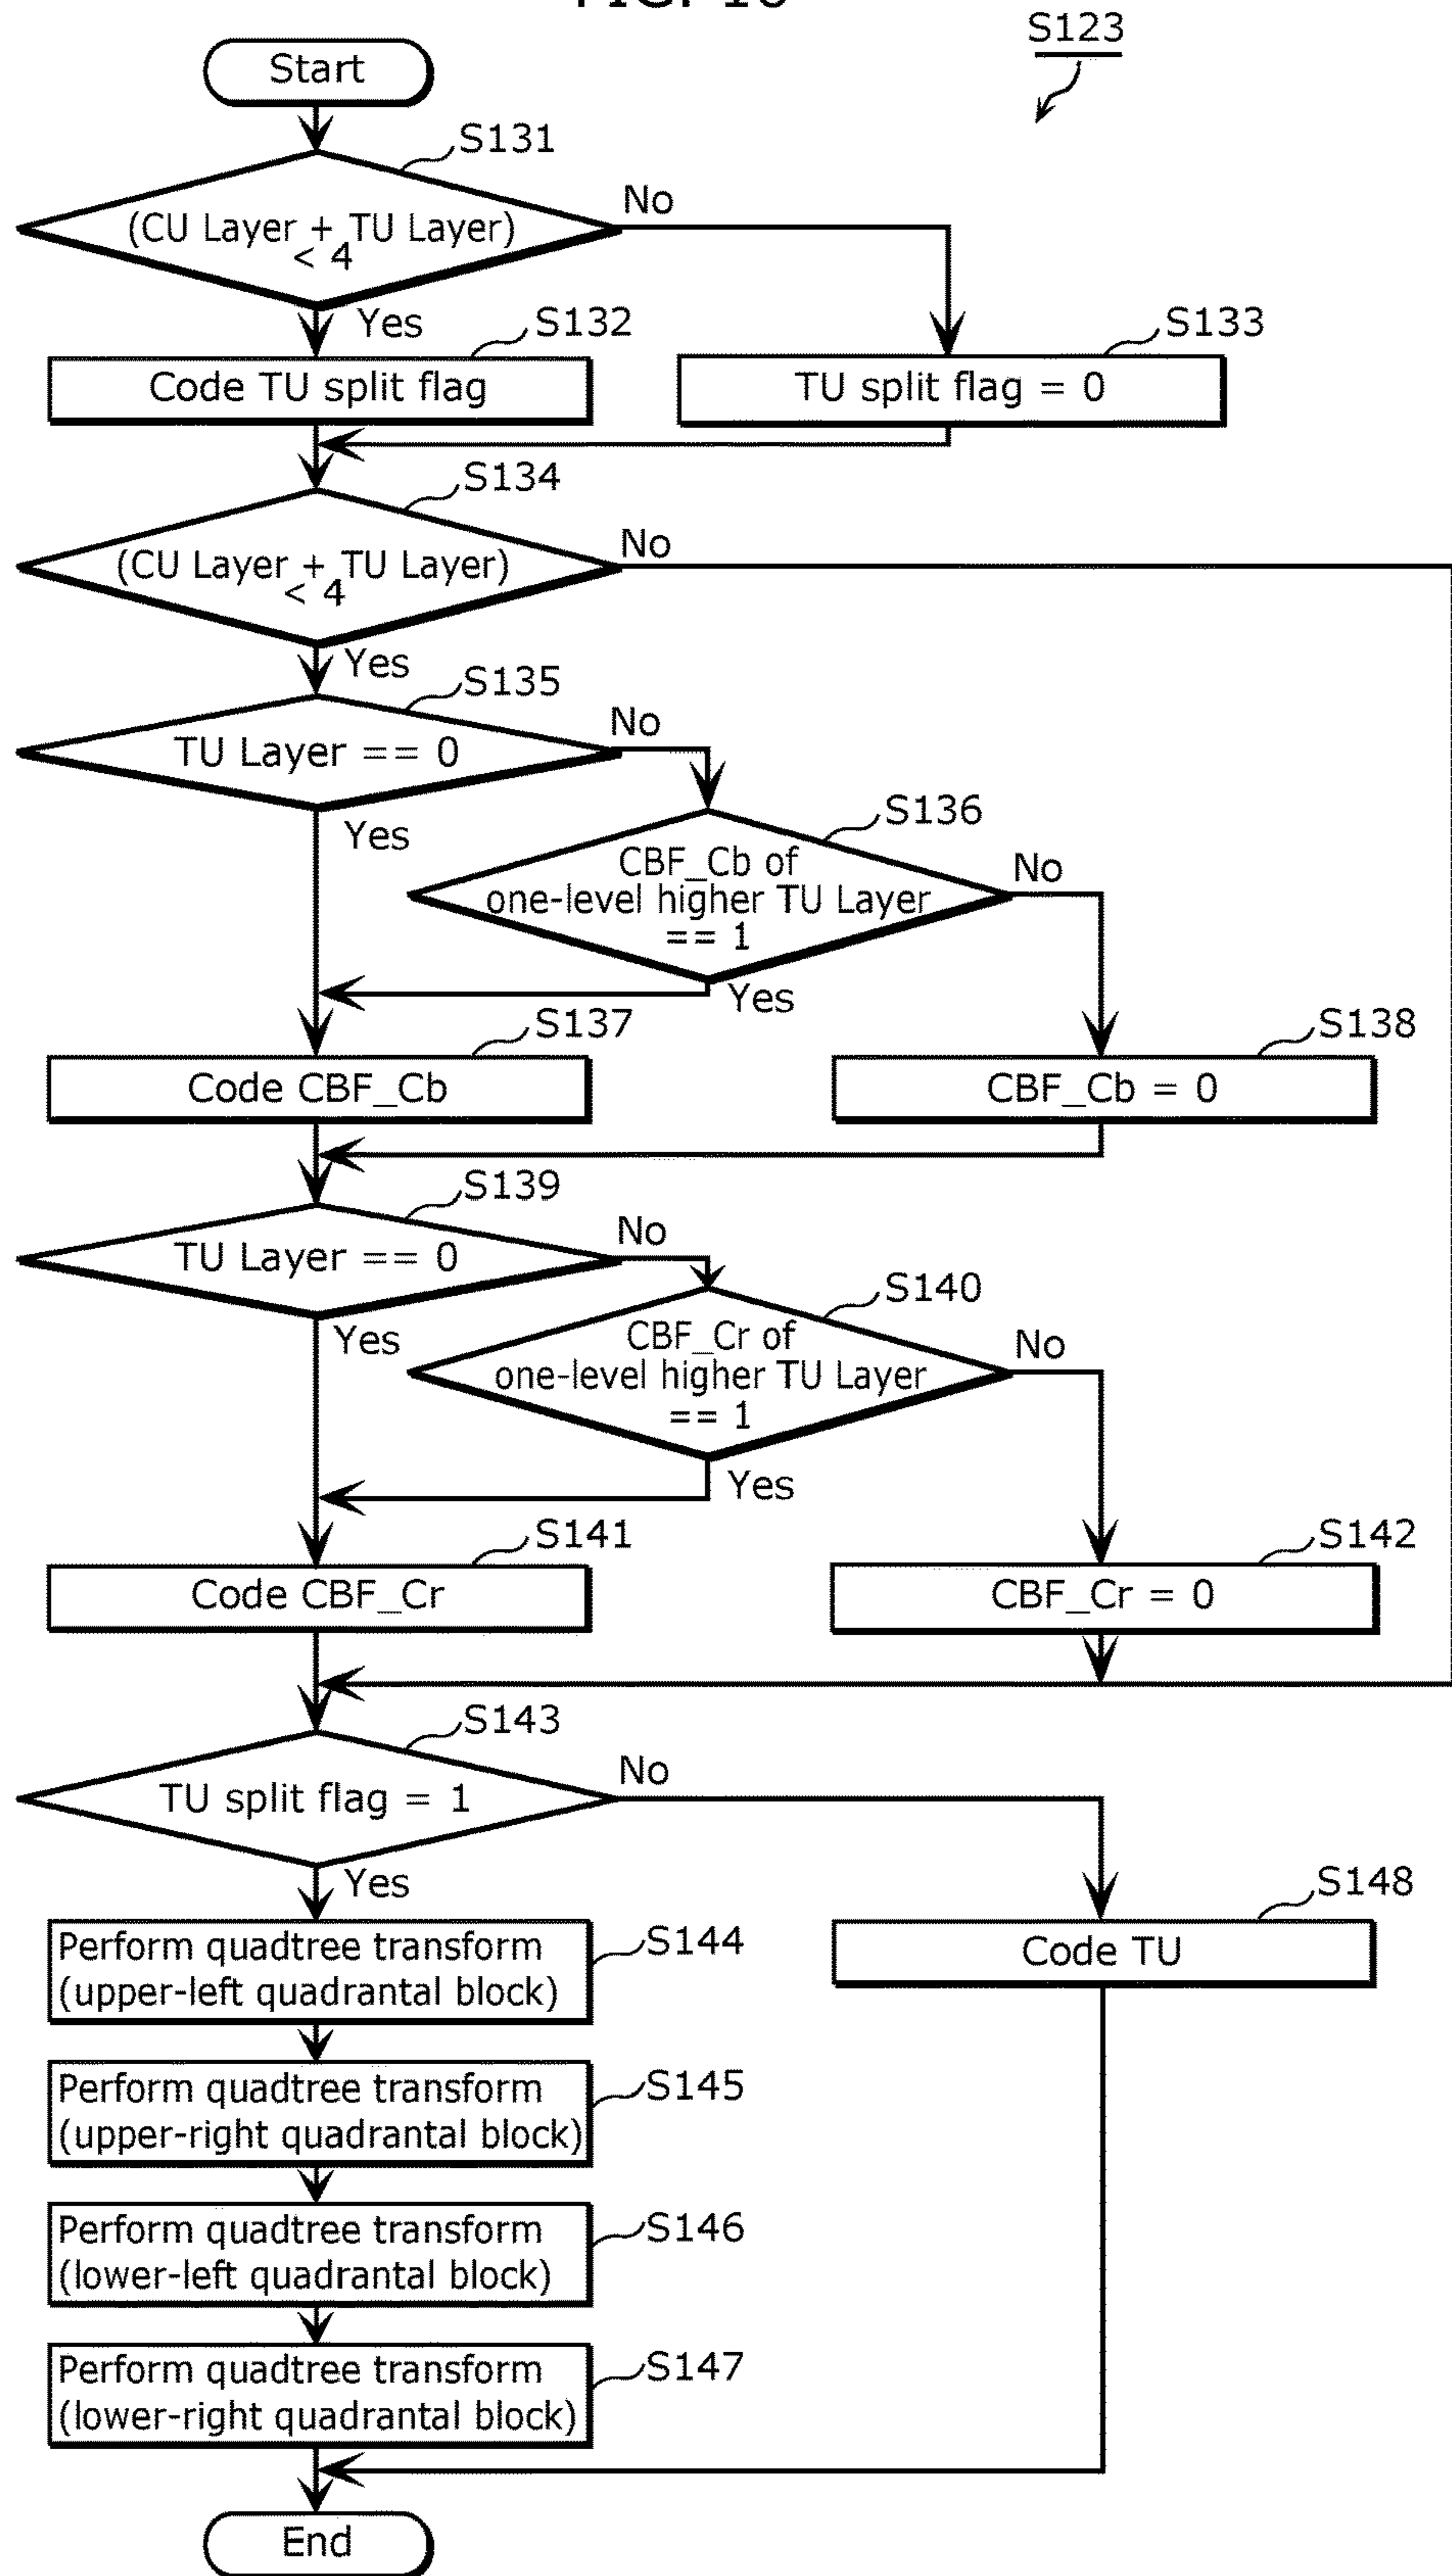 S123
Start
S131
(CU Layer + TU Layer)
< 4
No
Yes
S132
S133
Code TU split flag
TU split flag = 0
S134
(CU Layer + TU Layer)
< 4
No
Yes
S135
TU Layer == 0
No
Yes
S136
CBF_Cb of
one-level higher TU Layer
== 1
No
Yes
S137
S138
Code CBF_Cb
CBF_Cb = 0
S139
TU Layer == 0
No
Yes
S140
CBF_Cr of
one-level higher TU Layer
== 1
No
Yes
S141
S142
Code CBF_Cr
CBF_Cr = 0
S143
TU split flag = 1
No
Yes
S144
S148
Perform quadtree transform
(upper-left quadrantal block)
Code TU
S145
Perform quadtree transform
(upper-right quadrantal block)
S146
Perform quadtree transform
(lower-left quadrantal block)
S147
Perform quadtree transform
(lower-right quadrantal block)
End